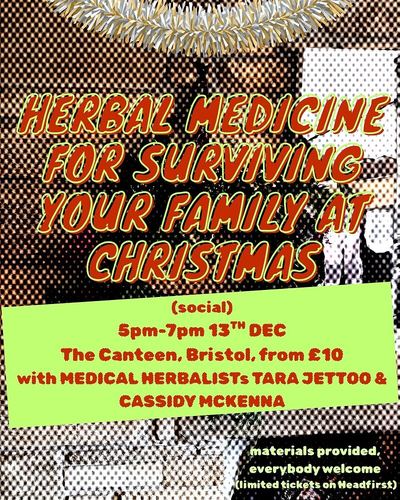 HERBAL MEDICINE
FOR SURVIVING
YOUR FAMILY AT
CHRISTMAS
(social)
5pm-7pm 13TH DEC
The Canteen, Bristol, from £10
with MEDICAL HERBALISTs TARA JETTOO &
CASSIDY MCKENNA
materials provided,
everybody welcome
(limited tickets on Headfirst)